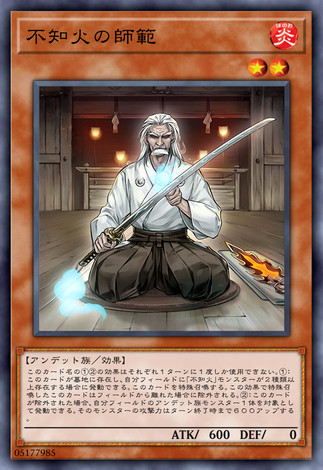 不知火の師範
ほのお
炎
【アンデット族／効果】
このカード名の①②の効果はそれぞれ１ターンに１度しか使用できない。①：
このカードが墓地に存在し、自分フィールドに「不知火」モンスターが２種類以
上存在する場合に発動できる。このカードを特殊召喚する。この効果で特殊召
喚したこのカードはフィールドから離れた場合に除外される。②：このカード
が除外された場合、自分フィールドのアンデット族モンスター１体を対象とし
て発動できる。そのモンスターの攻撃力はターン終了時まで６００アップする
ATK/ 600 DEF/ 0
05177985